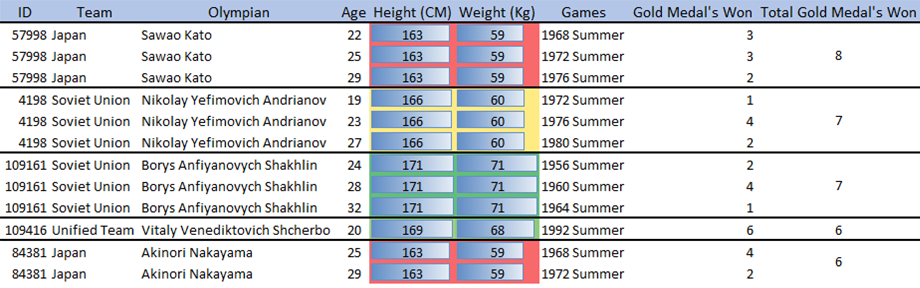 ID Team Olympian Age Height (CM) Weight (Kg) Games Gold Medal's Won Total Gold Medal's Won
57998 Japan Sawao Kato 22 163 59 1968 Summer 3
57998 Japan Sawao Kato 25 163 59 1972 Summer 3 8
57998 Japan Sawao Kato 29 163 59 1976 Summer 2
4198 Soviet Union Nikolay Yefimovich Andrianov 19 166 60 1972 Summer 1
4198 Soviet Union Nikolay Yefimovich Andrianov 23 166 60 1976 Summer 4 7
4198 Soviet Union Nikolay Yefimovich Andrianov 27 166 60 1980 Summer 2
109161 Soviet Union Borys Anfiyanovych Shakhlin 24 171 71 1956 Summer 2
109161 Soviet Union Borys Anfiyanovych Shakhlin 28 171 71 1960 Summer 4 7
109161 Soviet Union Borys Anfiyanovych Shakhlin 32 171 71 1964 Summer 1
109416 Unified Team Vitaly Venediktovich Shcherbo 20 169 68 1992 Summer 6 6
84381 Japan Akinori Nakayama 25 163 59 1968 Summer 4 6
84381 Japan Akinori Nakayama 29 163 59 1972 Summer 2